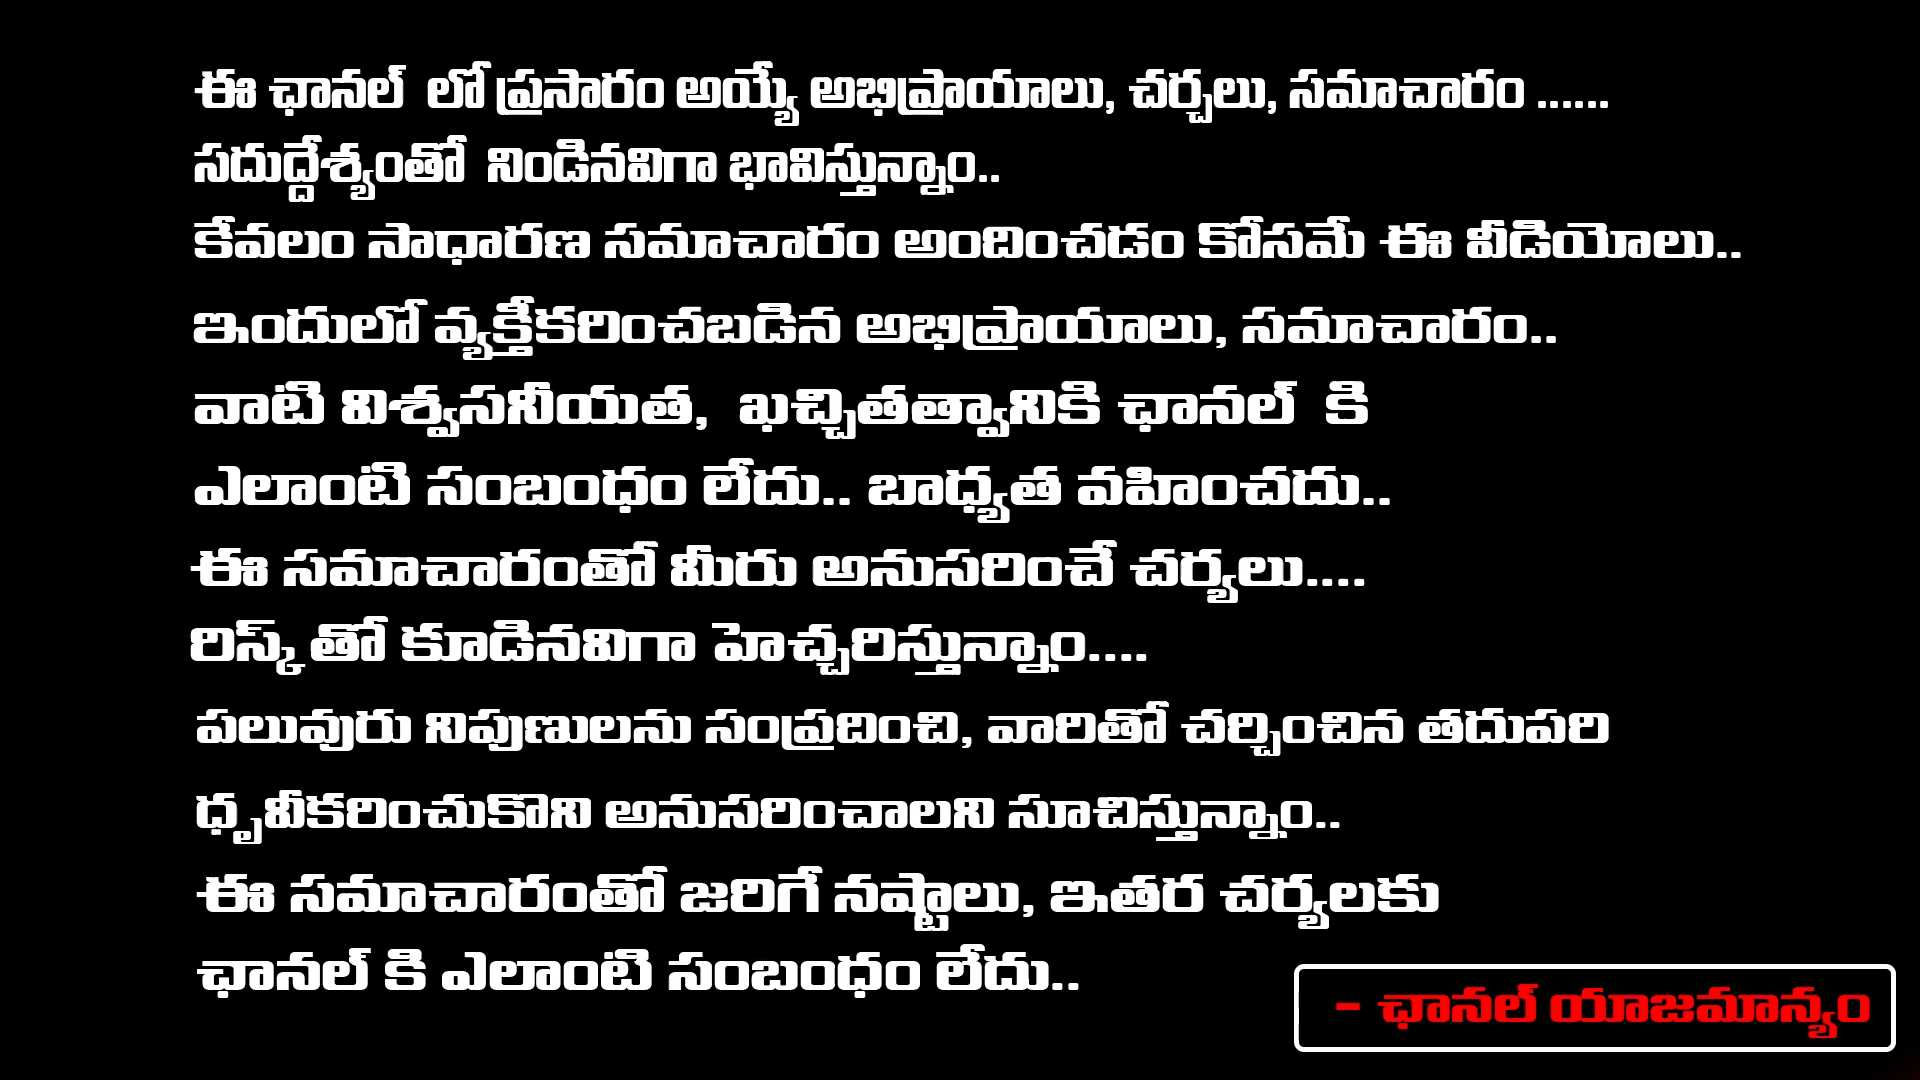 ఈ ఛానల్ లో ప్రసారం అయ్యే అభిప్రాయాలు, చర్చలు, సమాచారం ......
సదుద్దేశ్యంతో నిండినవిగా భావిస్తున్నాం..
కేవలం సాధారణ సమాచారం అందించడం కోసమే ఈ వీడియోలు..
ఇందులో వ్యక్తీకరించబడిన అభిప్రాయాలు, సమాచారం..
వాటి విశ్వసనీయత, ఖచ్చితత్వానికి ఛానల్ కి
ఎలాంటి సంబంధం లేదు.. బాధ్యత వహించదు..
ఈ సమాచారంతో మీరు అనుసరించే చర్యలు....
రిస్క్ తో కూడినవిగా హెచ్చరిస్తున్నాం....
పలువురు నిపుణులను సంప్రదించి, వారితో చర్చించిన తదుపరి
ధృవీకరించుకొని అనుసరించాలని సూచిస్తున్నాం..
ఈ సమాచారంతో జరిగే నష్టాలు, ఇతర చర్యలకు
ఛానల్ కి ఎలాంటి సంబంధం లేదు..
- ఛానల్ యాజమాన్యం